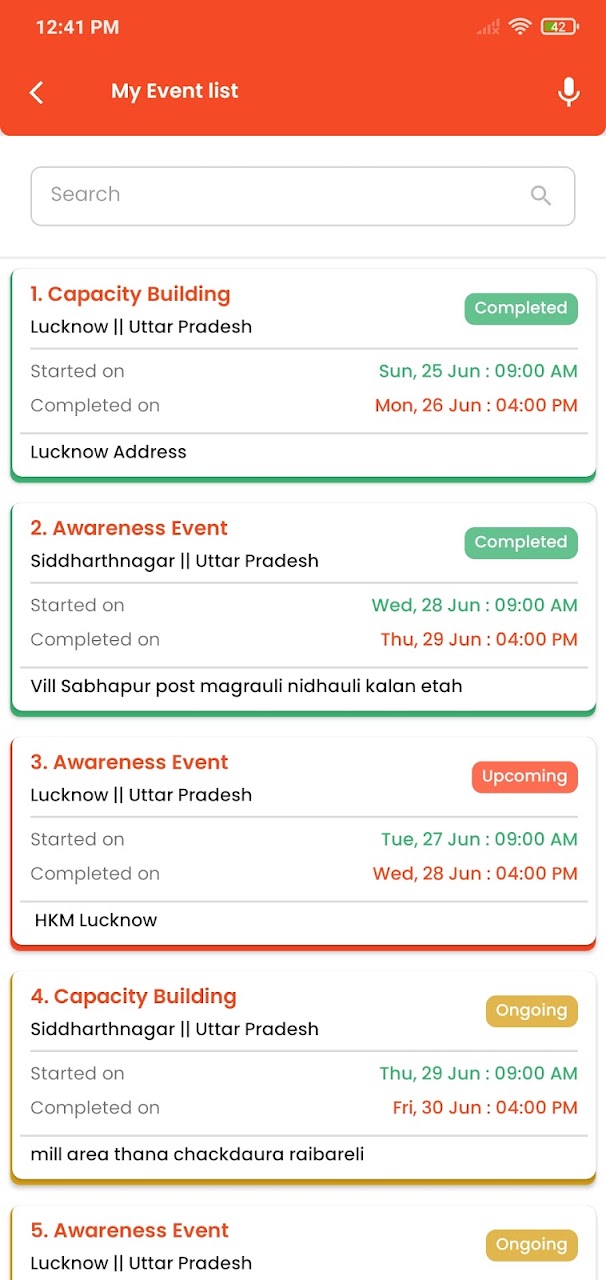 12:41 PM
42
My Event list
Search
1. Capacity Building
Completed
Lucknow || Uttar Pradesh
Started on Sun, 25 Jun : 09:00 AM
Completed on Mon, 26 Jun : 04:00 PM
Lucknow Address
2. Awareness Event
Completed
Siddharthnagar || Uttar Pradesh
Started on Wed, 28 Jun : 09:00 AM
Completed on Thu, 29 Jun : 04:00 PM
Vill Sabhapur post magrauli nidhauli kalan etah
3. Awareness Event
Upcoming
Lucknow || Uttar Pradesh
Started on Tue, 27 Jun : 09:00 AM
Completed on Wed, 28 Jun : 04:00 PM
HKM Lucknow
4. Capacity Building
Ongoing
Siddharthnagar || Uttar Pradesh
Started on Thu, 29 Jun : 09:00 AM
Completed on Fri, 30 Jun : 04:00 PM
mill area thana chackdaura raibareli
5. Awareness Event
Ongoing
Lucknow || Uttar Pradesh